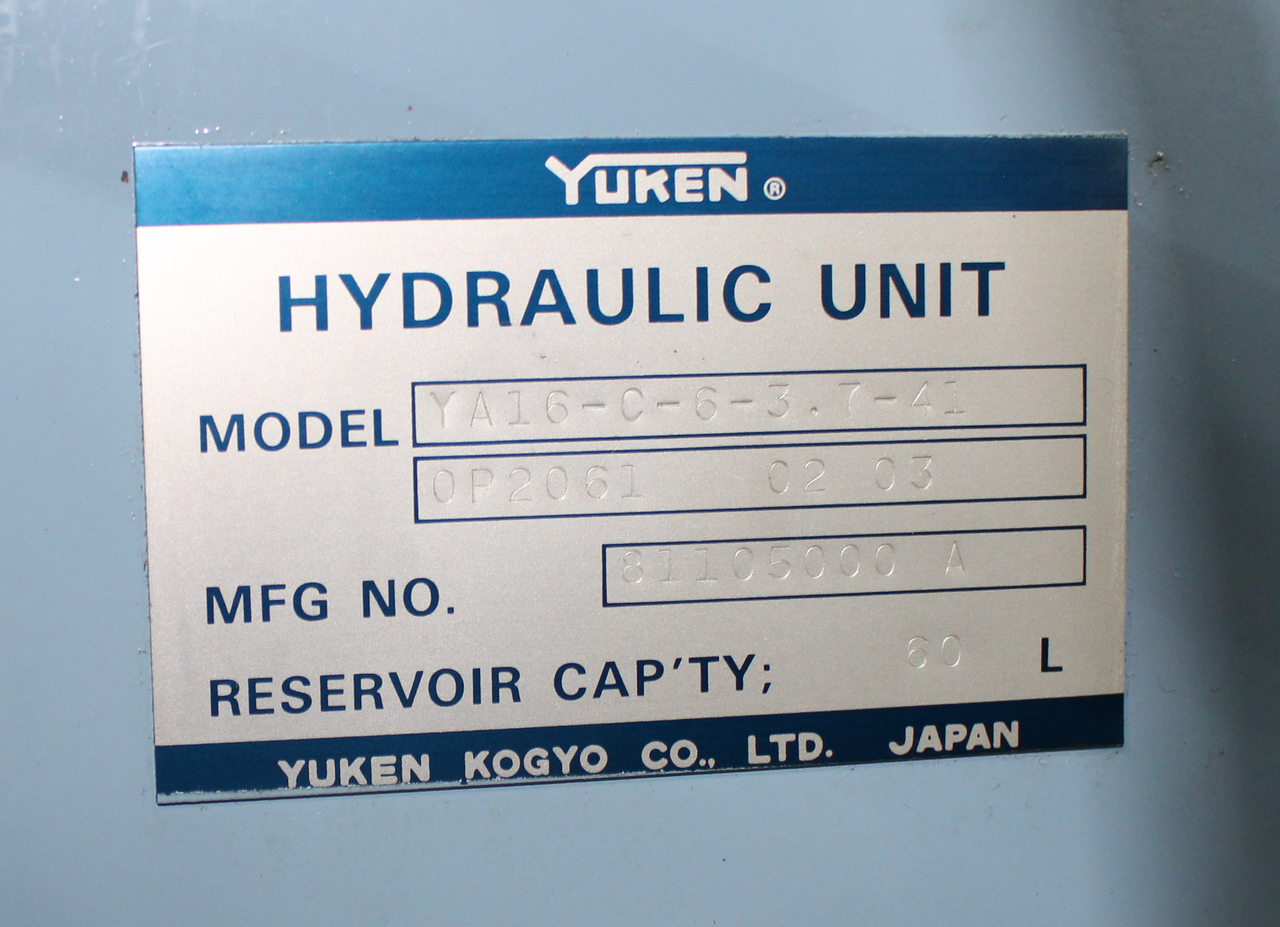 YUKEN ®
HYDRAULIC UNIT
MODEL YA16-C-6-3.7-41
OP2061 02 03
MFG NO. 81105000 A
RESERVOIR CAP'TY; 60 L
YUKEN KOGYO CO., LTD. JAPAN